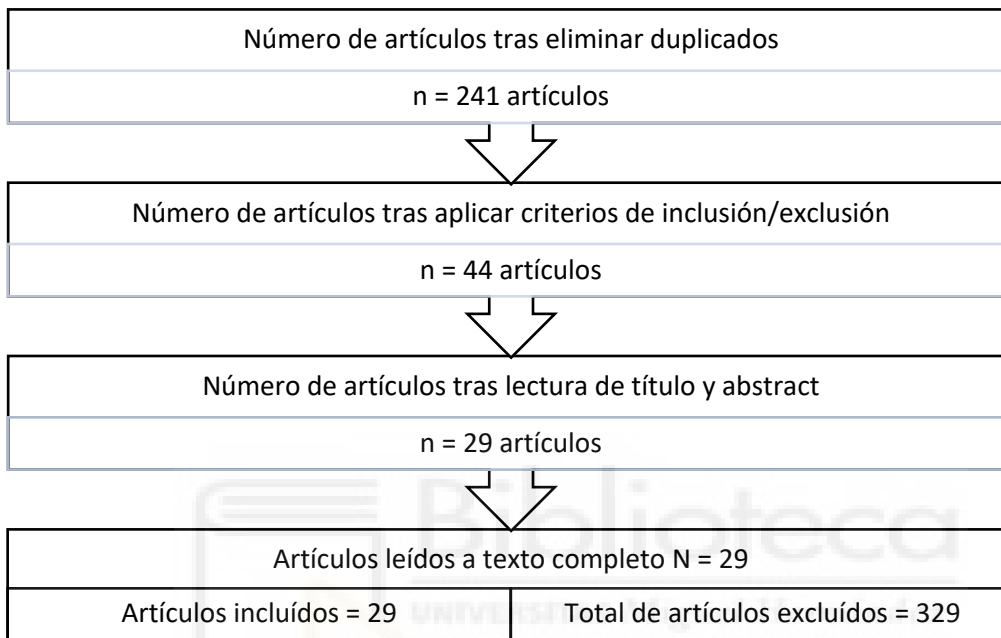 Número de artículos tras eliminar duplicados
n = 241 artículos
Número de artículos tras aplicar criterios de inclusión/exclusión
n = 44 artículos
Número de artículos tras lectura de título y abstract
n = 29 artículos
Biblioteca
Artículos leídos a texto completo N = 29
Artículos incluídos = 29
Total de artículos excluídos = 329